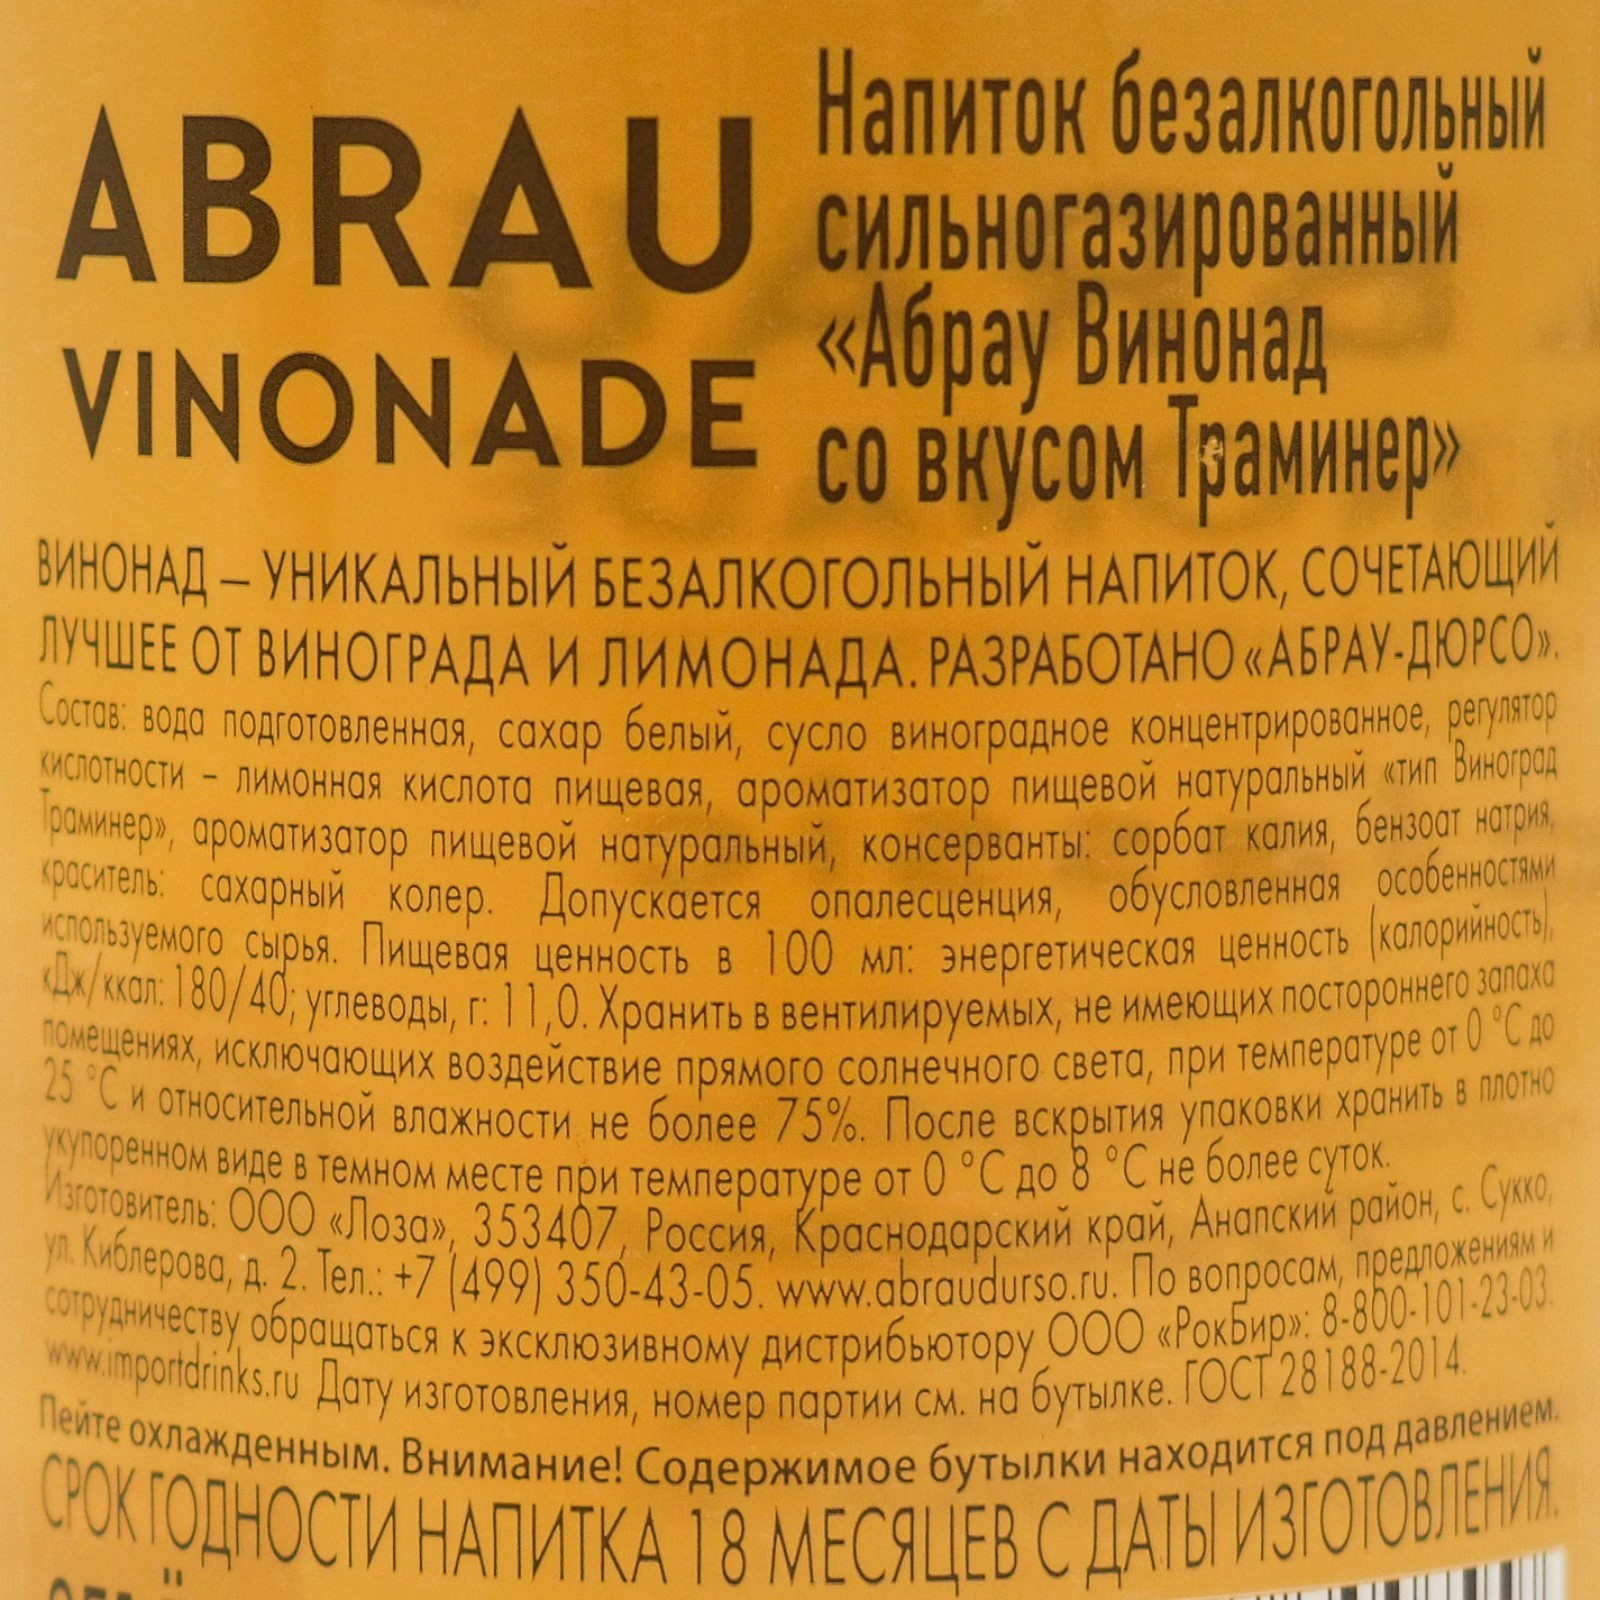 ABRAU
VINONADE
Напиток безалкогольный
сильногазированный
«Абрау Винонад
со вкусом Траминер»
ВИНОНАД – УНИКАЛЬНЫЙ БЕЗАЛКОГОЛЬНЫЙ НАПИТОК, СОЧЕТАЮЩИЙ
ЛУЧШЕЕ ОТ ВИНОГРАДА И ЛИМОНАДА. РАЗРАБОТАНО «АБРАУ-ДЮРСО».
Состав: вода подготовленная, сахар белый, сусло виноградное концентрированное, регулятор
кислотности – лимонная кислота пищевая, ароматизатор пищевой натуральный «тип Виноград
Траминер», ароматизатор пищевой натуральный, консерванты: сорбат калия, бензоат натрия,
краситель: сахарный колер. Допускается опалесценция, обусловленная особенностями
используемого сырья. Пищевая ценность в 100 мл: энергетическая ценность (калорийность),
кДж/ккал: 180/40; углеводы, г: 11,0. Хранить в вентилируемых, не имеющих постороннего запаха
помещениях, исключающих воздействие прямого солнечного света, при температуре от 0 °С до
25 °С и относительной влажности не более 75%. После вскрытия упаковки хранить в плотно
укупоренном виде в темном месте при температуре от 0 °С до 8 °С не более суток.
Изготовитель: ООО «Лоза», 353407, Россия, Краснодарский край, Анапский район, с. Сукко,
ул. Киблерова, д. 2. Тел.: +7 (499) 350-43-05. www.abraudurso.ru. По вопросам, предложениям и
сотрудничеству обращаться к эксклюзивному дистрибьютору ООО «РокБир»: 8-800-101-23-03.
www.importdrinks.ru Дату изготовления, номер партии см. на бутылке. ГОСТ 28188-2014.
Пейте охлажденным. Внимание! Содержимое бутылки находится под давлением.
СРОК ГОДНОСТИ НАПИТКА 18 МЕСЯЦЕВ С ДАТЫ ИЗГОТОВЛЕНИЯ.